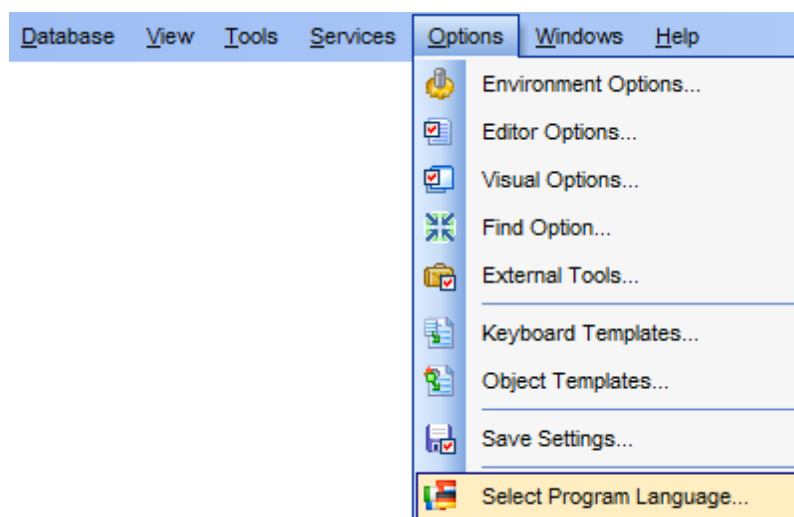 Database View Tools Services Options Windows Help
Environment Options...
Editor Options...
Visual Options...
Find Option...
External Tools...
Keyboard Templates...
Object Templates...
Save Settings...
Select Program Language...